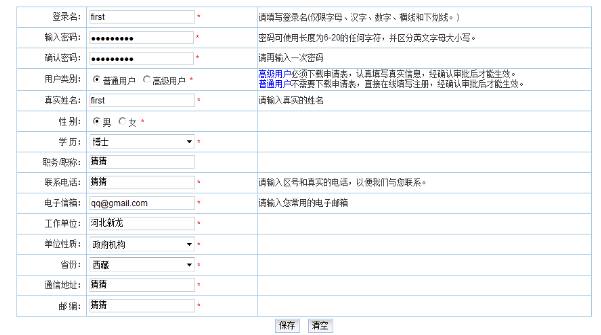 登录名: first * 请填写登录名(仅限字母、汉字、数字、横线和下划线。)
输入密码: ●●●●●●●●● * 密码可使用长度为6-20的任何字符，并区分英文字母大小写。
确认密码: ●●●●●●●●● * 请再输入一次密码
用户类别: 普通用户 高级用户 * 高级用户必须下载申请表，认真填写真实信息，经确认审批后才能生效。
普通用户不需要下载申请表，直接在线填写注册，经确认审批后才能生效。
真实姓名: first * 请输入真实的姓名
性 别: 男 女 *
学 历: 博士 *
职务/职称: 猜猜
联系电话: 猜猜 * 请输入区号和真实的电话，以便我们与您联系。
电子信箱: qq@gmail.com * 请输入您常用的电子邮箱
工作单位: 河北新龙 *
单位性质: 政府机构 *
省份: 西藏 *
通信地址: 猜猜 *
邮 编: 猜猜 *
保存 清空